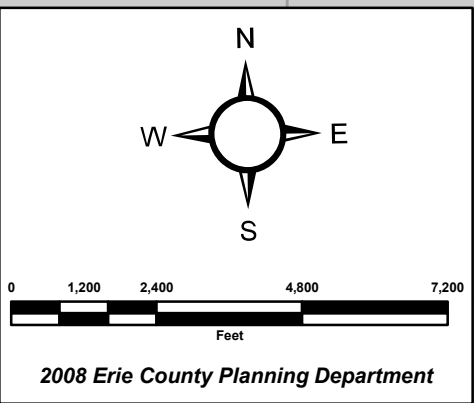 N
W E
S
0 1,200 2,400 4,800 7,200
Feet
2008 Erie County Planning Department